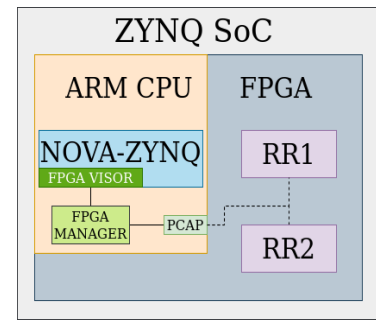 ZYNQ SoC
ARM CPU
FPGA
NOVA-ZYNQ
FPGA VISOR
RR1
FPGA
MANAGER
PCAP
RR2